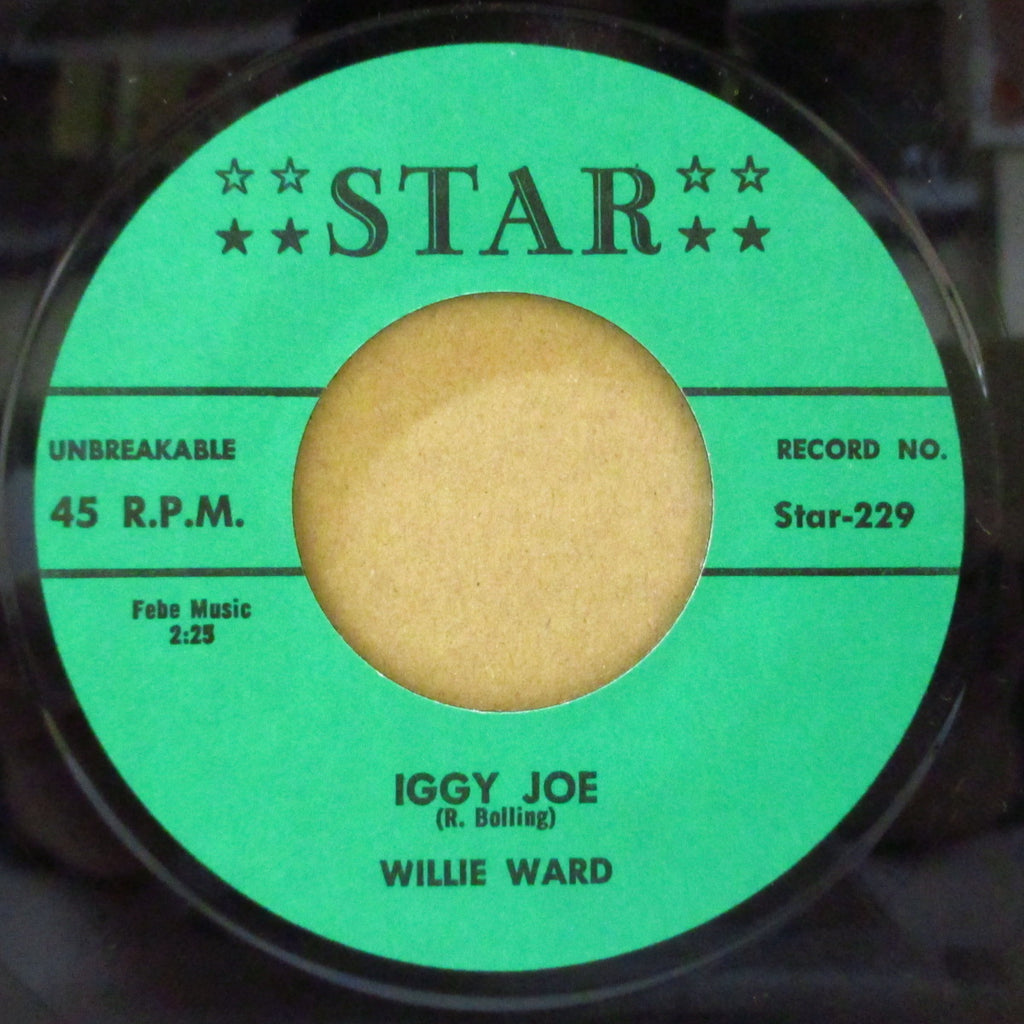 STAR
UNBREAKABLE
45 R.P.M.
RECORD NO.
Star-229
Febe Music
2:25
IGGY JOE
(R. Bolling)
WILLIE WARD